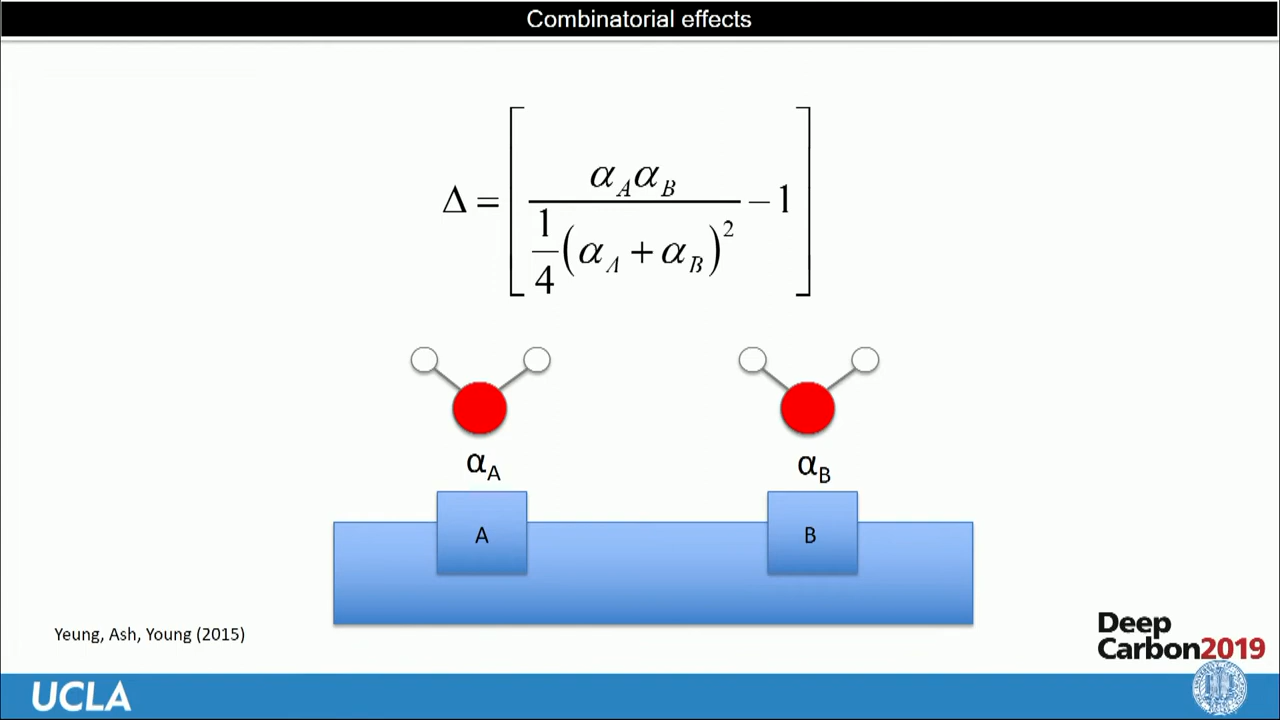 Combinatorial effects
Δ = [ α_A α_B / (1/4 (α_A + α_B)^2) − 1 ]
α_A
α_B
A
B
Yeung, Ash, Young (2015)
Deep
Carbon2019
UCLA